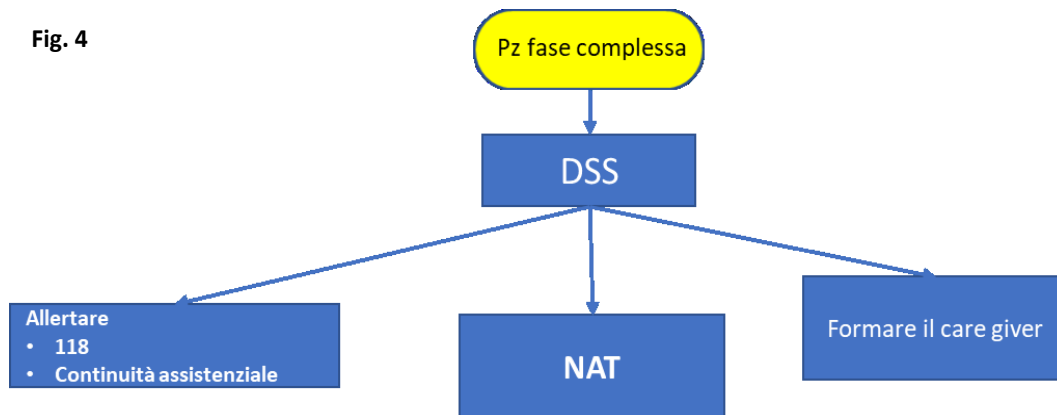 Fig. 4
Pz fase complessa
DSS
Allertare
• 118
• Continuità assistenziale
NAT
Formare il care giver